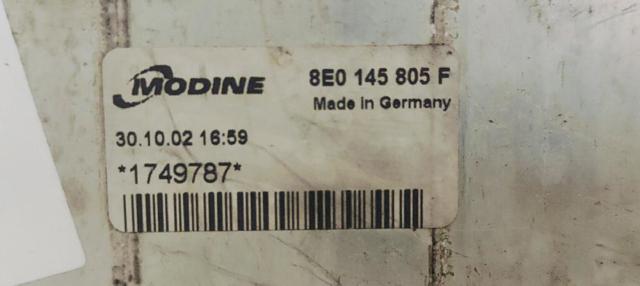 MODINE
8E0 145 805 F
Made in Germany
30.10.02 16:59
*1749787*